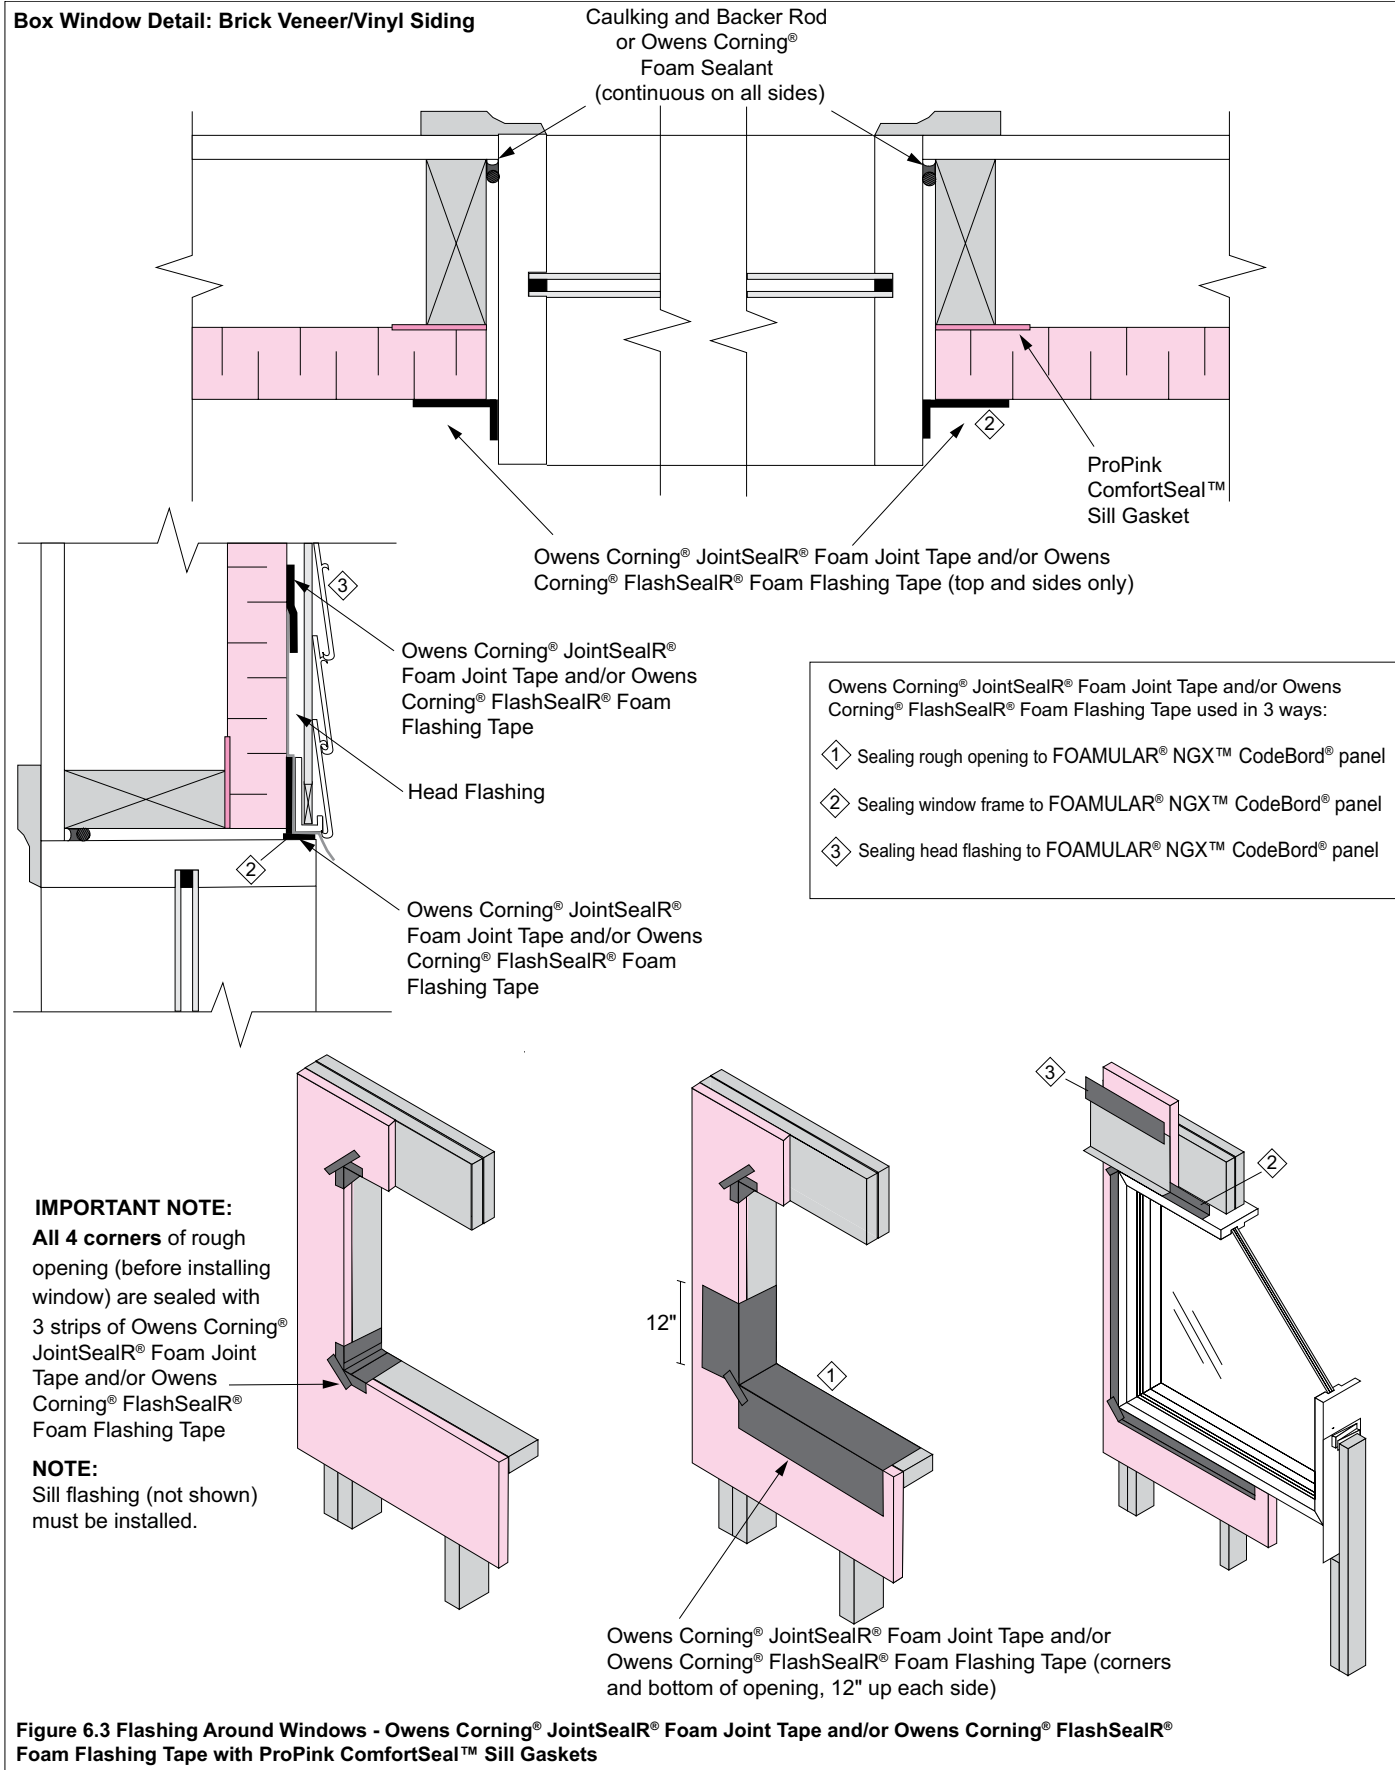 Box Window Detail: Brick Veneer/Vinyl Siding
Caulking and Backer Rod
or Owens Corning®
Foam Sealant
(continuous on all sides)
2
ProPink
ComfortSeal™
Sill Gasket
Owens Corning® JointSealR® Foam Joint Tape and/or Owens
Corning® FlashSealR® Foam Flashing Tape (top and sides only)
3
Owens Corning® JointSealR®
Foam Joint Tape and/or Owens
Corning® FlashSealR® Foam
Flashing Tape
Head Flashing
2
Owens Corning® JointSealR®
Foam Joint Tape and/or Owens
Corning® FlashSealR® Foam
Flashing Tape
Owens Corning® JointSealR® Foam Joint Tape and/or Owens
Corning® FlashSealR® Foam Flashing Tape used in 3 ways:
1 Sealing rough opening to FOAMULAR® NGX™ CodeBord® panel
2 Sealing window frame to FOAMULAR® NGX™ CodeBord® panel
3 Sealing head flashing to FOAMULAR® NGX™ CodeBord® panel
IMPORTANT NOTE:
All 4 corners of rough
opening (before installing
window) are sealed with
3 strips of Owens Corning®
JointSealR® Foam Joint
Tape and/or Owens
Corning® FlashSealR®
Foam Flashing Tape
NOTE:
Sill flashing (not shown)
must be installed.
12"
1
3
2
Owens Corning® JointSealR® Foam Joint Tape and/or
Owens Corning® FlashSealR® Foam Flashing Tape (corners
and bottom of opening, 12" up each side)
Figure 6.3 Flashing Around Windows - Owens Corning® JointSealR® Foam Joint Tape and/or Owens Corning® FlashSealR®
Foam Flashing Tape with ProPink ComfortSeal™ Sill Gaskets